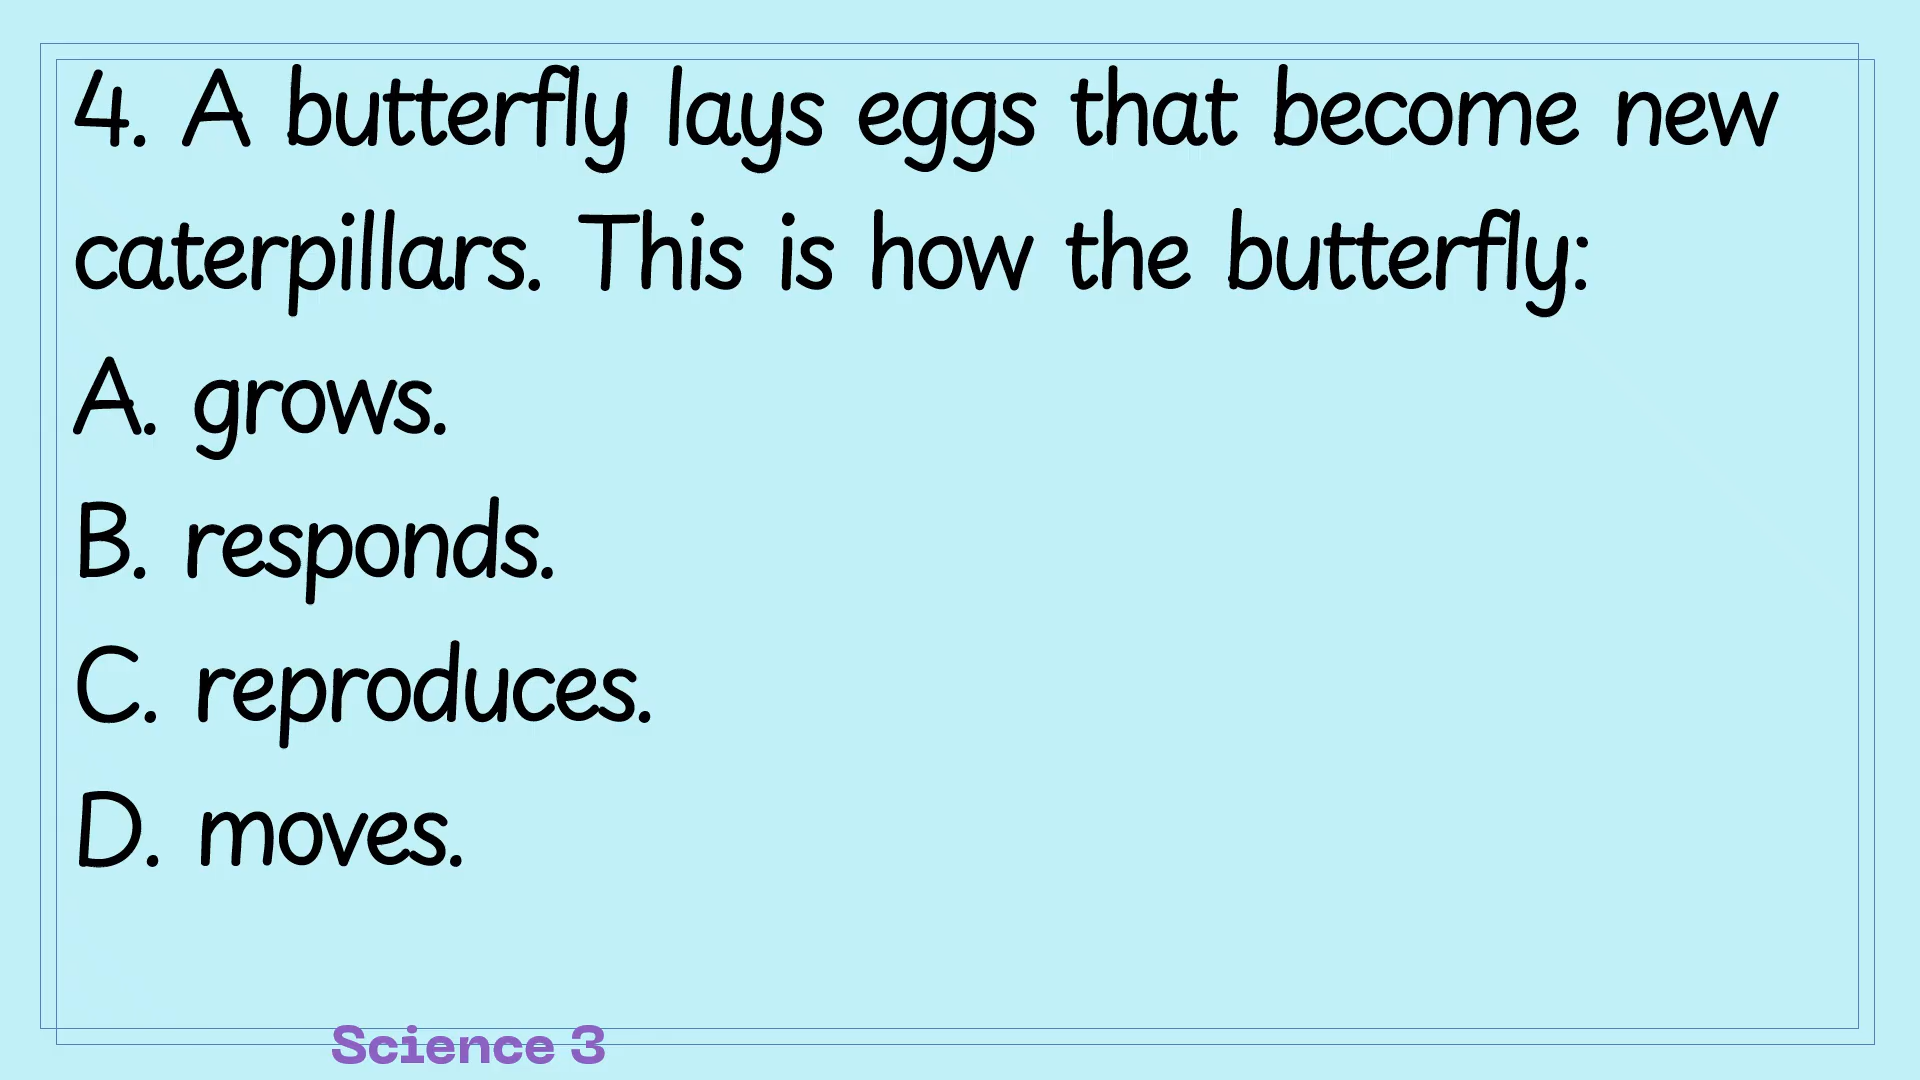 4. A butterfly lays eggs that become new
caterpillars. This is how the butterfly:
A. grows.
B. responds.
C. reproduces.
D. moves.
Science 3